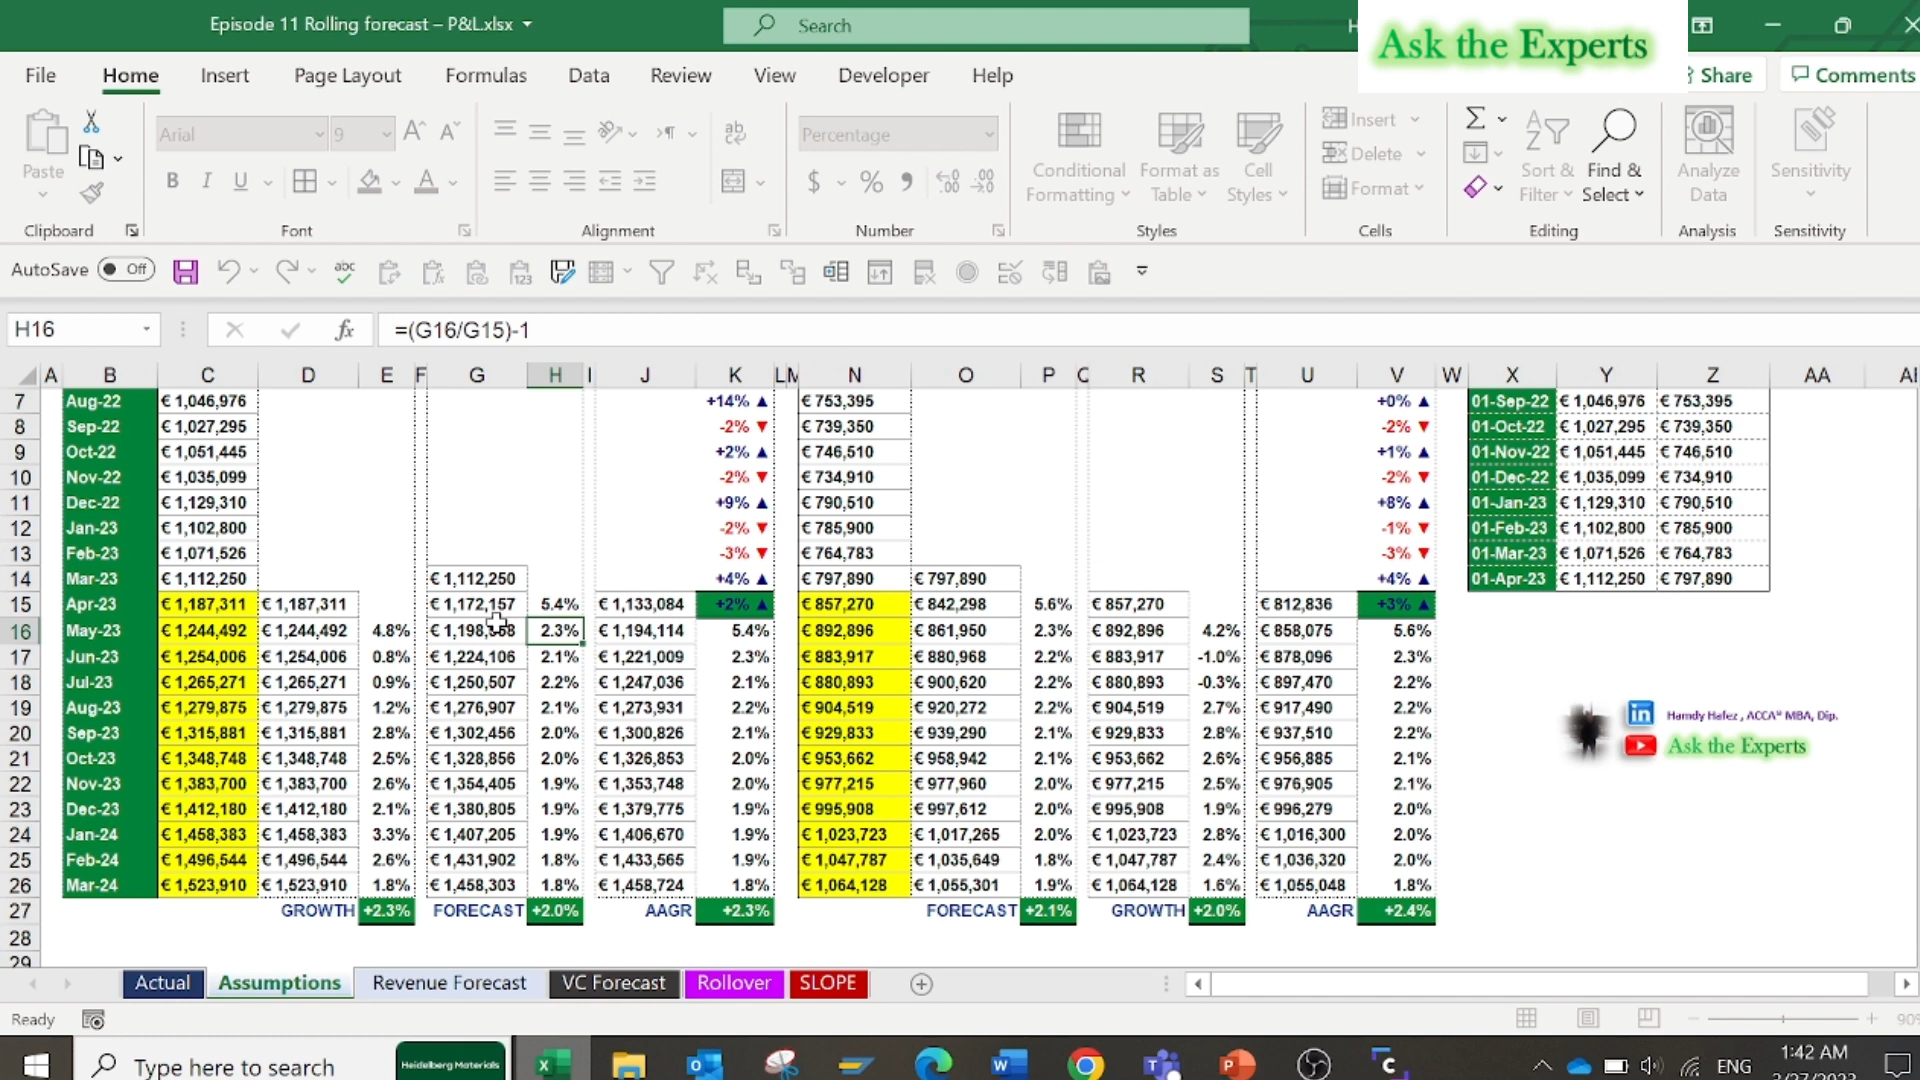 Episode 11 Rolling forecast – P&L.xlsx
Search
H
Ask the Experts
File Home Insert Page Layout Formulas Data Review View Developer Help Share Comments
Paste
Arial 9
Percentage
Conditional Formatting Format as Table Cell Styles
Insert
Delete
Format
Sort & Filter Find & Select
Analyze Data
Sensitivity
Clipboard Font Alignment Number Styles Cells Editing Analysis Sensitivity
AutoSave Off
H16 fx =(G16/G15)-1
A B C D E F G H I J K L M N O P Q R S T U V W X Y Z AA
7 Aug-22 € 1,046,976 +14% ▲ € 753,395 +0% ▲ 01-Sep-22 € 1,046,976 € 753,395
8 Sep-22 € 1,027,295 -2% ▼ € 739,350 -2% ▼ 01-Oct-22 € 1,027,295 € 739,350
9 Oct-22 € 1,051,445 +2% ▲ € 746,510 +1% ▲ 01-Nov-22 € 1,051,445 € 746,510
10 Nov-22 € 1,035,099 -2% ▼ € 734,910 -2% ▼ 01-Dec-22 € 1,035,099 € 734,910
11 Dec-22 € 1,129,310 +9% ▲ € 790,510 +8% ▲ 01-Jan-23 € 1,129,310 € 790,510
12 Jan-23 € 1,102,800 -2% ▼ € 785,900 -1% ▼ 01-Feb-23 € 1,102,800 € 785,900
13 Feb-23 € 1,071,526 -3% ▼ € 764,783 -3% ▼ 01-Mar-23 € 1,071,526 € 764,783
14 Mar-23 € 1,112,250 € 1,112,250 +4% ▲ € 797,890 € 797,890 +4% ▲ 01-Apr-23 € 1,112,250 € 797,890
15 Apr-23 € 1,187,311 € 1,187,311 € 1,172,157 5.4% € 1,133,084 +2% ▲ € 857,270 € 842,298 5.6% € 857,270 € 812,836 +3% ▲
16 May-23 € 1,244,492 € 1,244,492 4.8% 2.3% € 1,194,114 5.4% € 892,896 € 861,950 2.3% € 892,896 4.2% € 858,075 5.6%
17 Jun-23 € 1,254,006 € 1,254,006 0.8% € 1,224,106 2.1% € 1,221,009 2.3% € 883,917 € 880,968 2.2% € 883,917 -1.0% € 878,096 2.3%
18 Jul-23 € 1,265,271 € 1,265,271 0.9% € 1,250,507 2.2% € 1,247,036 2.1% € 880,893 € 900,620 2.2% € 880,893 -0.3% € 897,470 2.2%
19 Aug-23 € 1,279,875 € 1,279,875 1.2% € 1,276,907 2.1% € 1,273,931 2.2% € 904,519 € 920,272 2.2% € 904,519 2.7% € 917,490 2.2%
20 Sep-23 € 1,315,881 € 1,315,881 2.8% € 1,302,456 2.0% € 1,300,826 2.1% € 929,833 € 939,290 2.1% € 929,833 2.8% € 937,510 2.2%
21 Oct-23 € 1,348,748 € 1,348,748 2.5% € 1,328,856 2.0% € 1,326,853 2.0% € 953,662 € 958,942 2.1% € 953,662 2.6% € 956,885 2.1%
22 Nov-23 € 1,383,700 € 1,383,700 2.6% € 1,354,405 1.9% € 1,353,748 2.0% € 977,215 € 977,960 2.0% € 977,215 2.5% € 976,905 2.1%
23 Dec-23 € 1,412,180 € 1,412,180 2.1% € 1,380,805 1.9% € 1,379,775 1.9% € 995,908 € 997,612 2.0% € 995,908 1.9% € 996,279 2.0%
24 Jan-24 € 1,458,383 € 1,458,383 3.3% € 1,407,205 1.9% € 1,406,670 1.9% € 1,023,723 € 1,017,265 2.0% € 1,023,723 2.8% € 1,016,300 2.0%
25 Feb-24 € 1,496,544 € 1,496,544 2.6% € 1,431,902 1.8% € 1,433,565 1.9% € 1,047,787 € 1,035,649 1.8% € 1,047,787 2.4% € 1,036,320 2.0%
26 Mar-24 € 1,523,910 € 1,523,910 1.8% € 1,458,303 1.8% € 1,458,724 1.8% € 1,064,128 € 1,055,301 1.9% € 1,064,128 1.6% € 1,055,048 1.8%
27 GROWTH +2.3% FORECAST +2.0% AAGR +2.3% FORECAST +2.1% GROWTH +2.0% AAGR +2.4%
28
29
Hamdy Hafez , ACCA® MBA, Dip.
Ask the Experts
Actual Assumptions Revenue Forecast VC Forecast Rollover SLOPE
Ready
Type here to search
Heidelberg Materials
ENG
1:42 AM